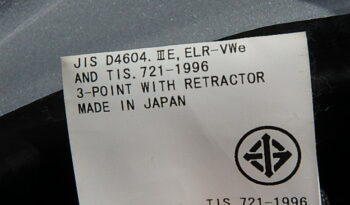 JIS D4604. ⅢE, ELR-VWe
AND TIS. 721-1996
3-POINT WITH RETRACTOR
MADE IN JAPAN
TIS 721-1996